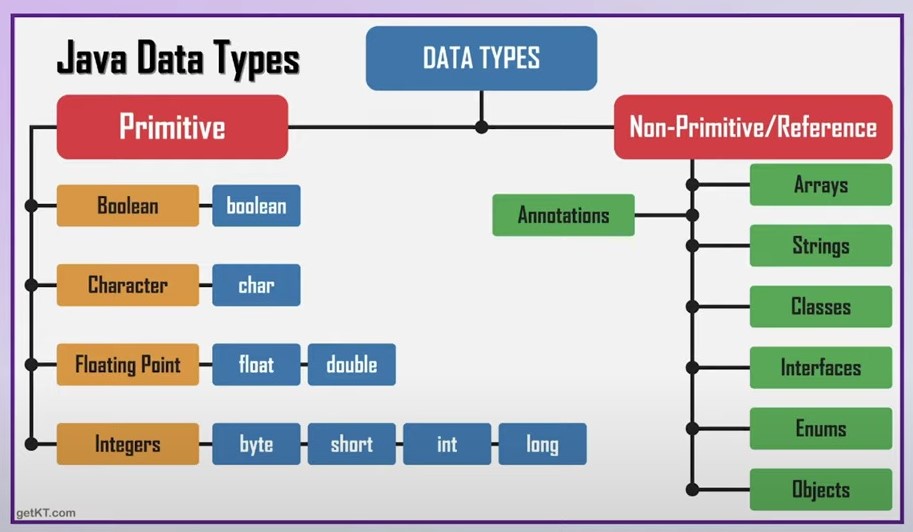 Java Data Types
DATA TYPES
Primitive
Non-Primitive/Reference
Boolean boolean
Character char
Floating Point float double
Integers byte short int long
Annotations
Arrays
Strings
Classes
Interfaces
Enums
Objects
getKT.com